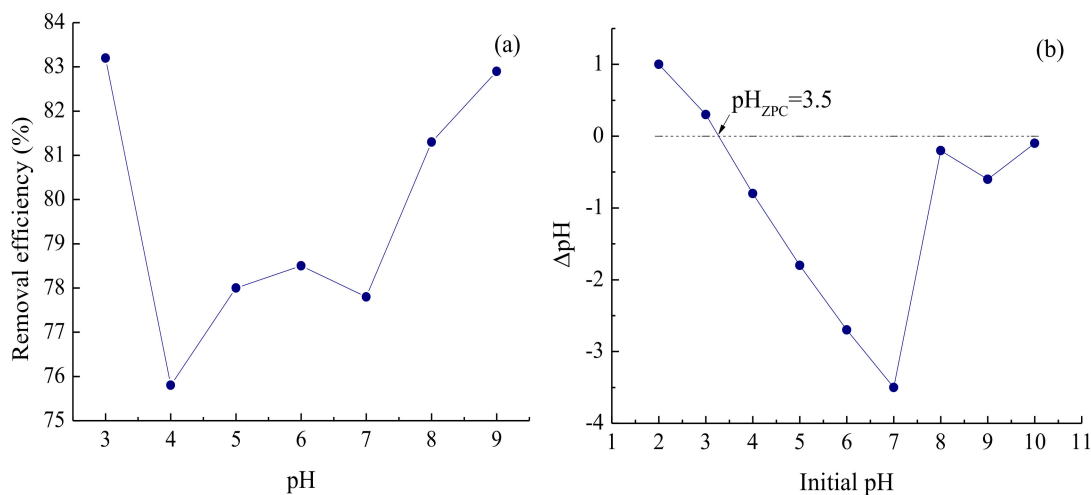 (a)
Removal efficiency (%)
84
83
82
81
80
79
78
77
76
75
3 4 5 6 7 8 9
pH
(b)
pH_ZPC=3.5
ΔpH
1
0
-1
-2
-3
-4
1 2 3 4 5 6 7 8 9 10 11
Initial pH